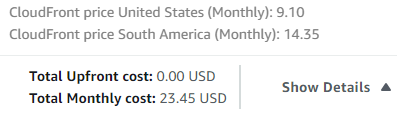 CloudFront price United States (Monthly): 9.10
CloudFront price South America (Monthly): 14.35
Total Upfront cost: 0.00 USD
Total Monthly cost: 23.45 USD
Show Details ▲